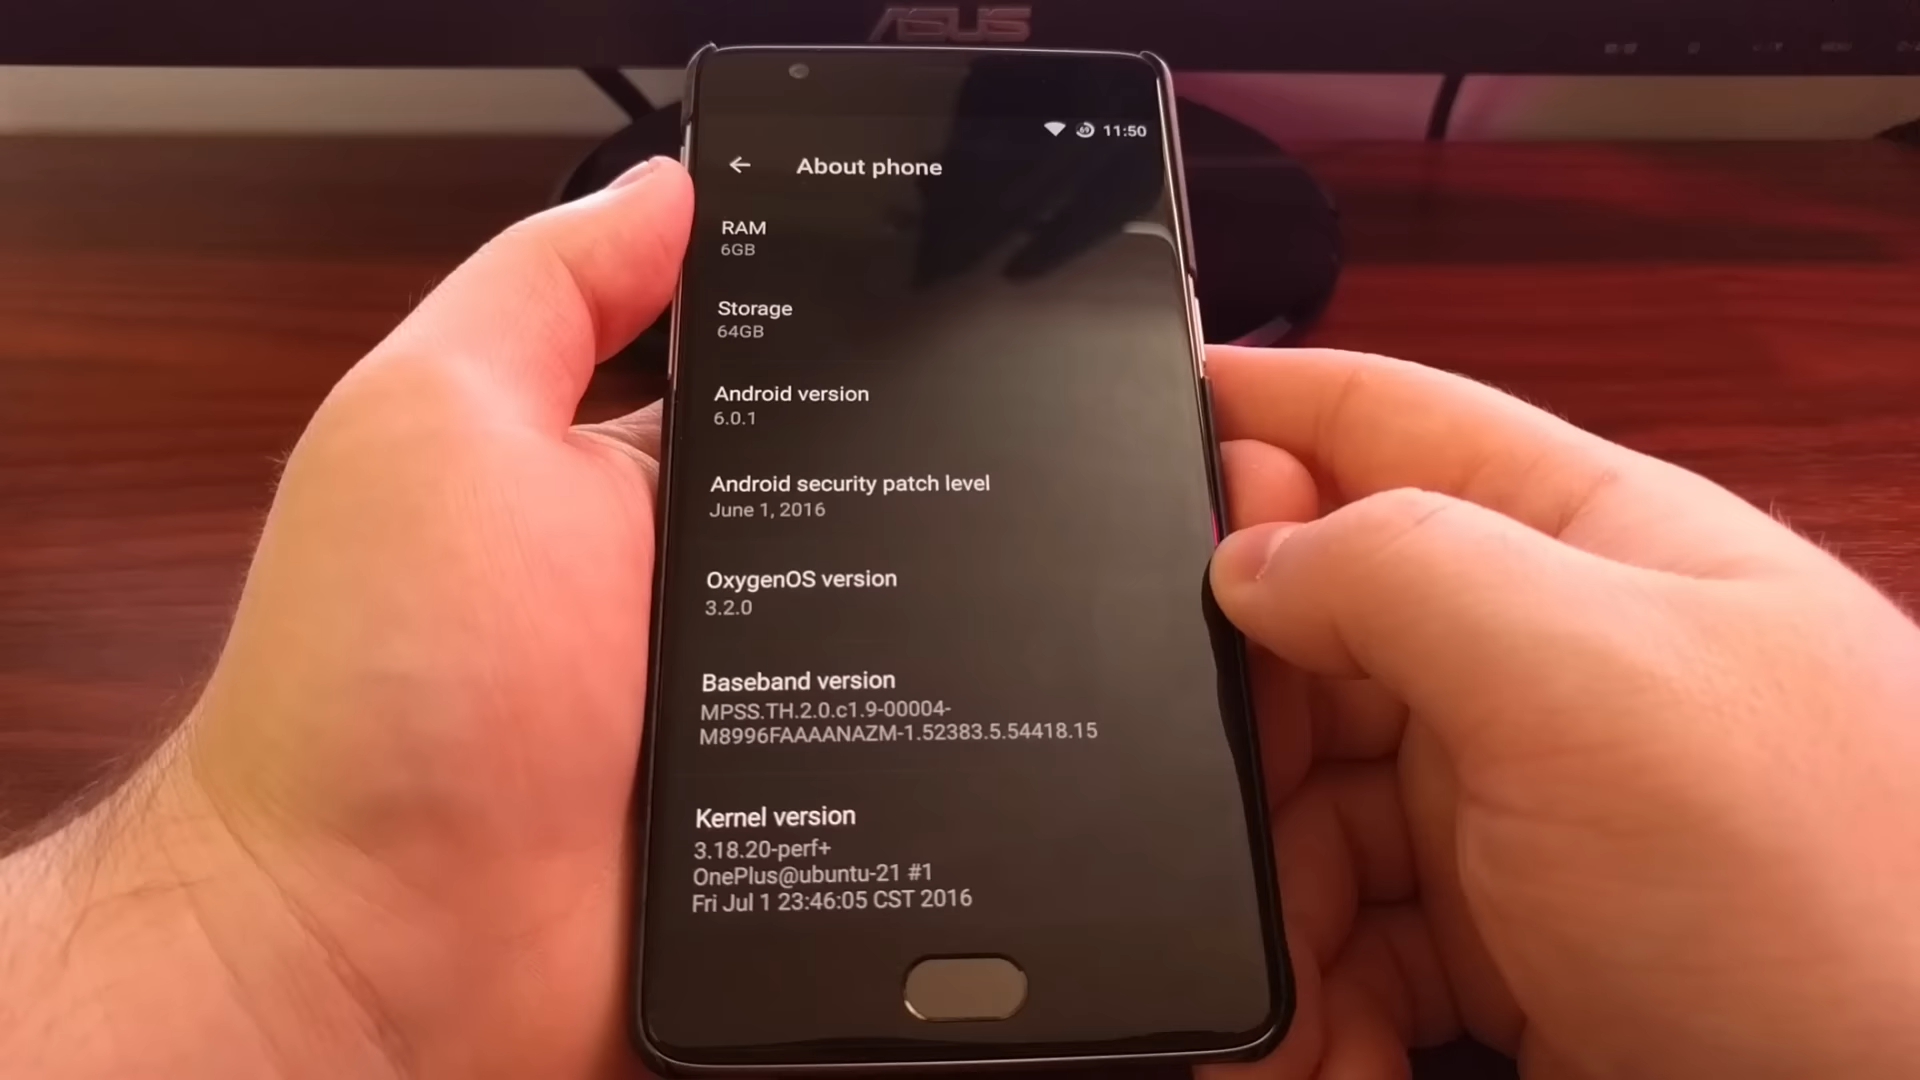 ASUS
11:50
About phone
RAM
6GB
Storage
64GB
Android version
6.0.1
Android security patch level
June 1, 2016
OxygenOS version
3.2.0
Baseband version
MPSS.TH.2.0.c1.9-00004-
M8996FAAAANAZM-1.52383.5.54418.15
Kernel version
3.18.20-perf+
OnePlus@ubuntu-21 #1
Fri Jul 1 23:46:05 CST 2016